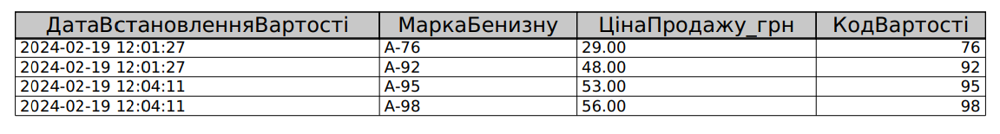 ДатаВстановленняВартості МаркаБенизну ЦінаПродажу_грн КодВартості
2024-02-19 12:01:27 А-76 29.00 76
2024-02-19 12:01:27 А-92 48.00 92
2024-02-19 12:04:11 А-95 53.00 95
2024-02-19 12:04:11 А-98 56.00 98